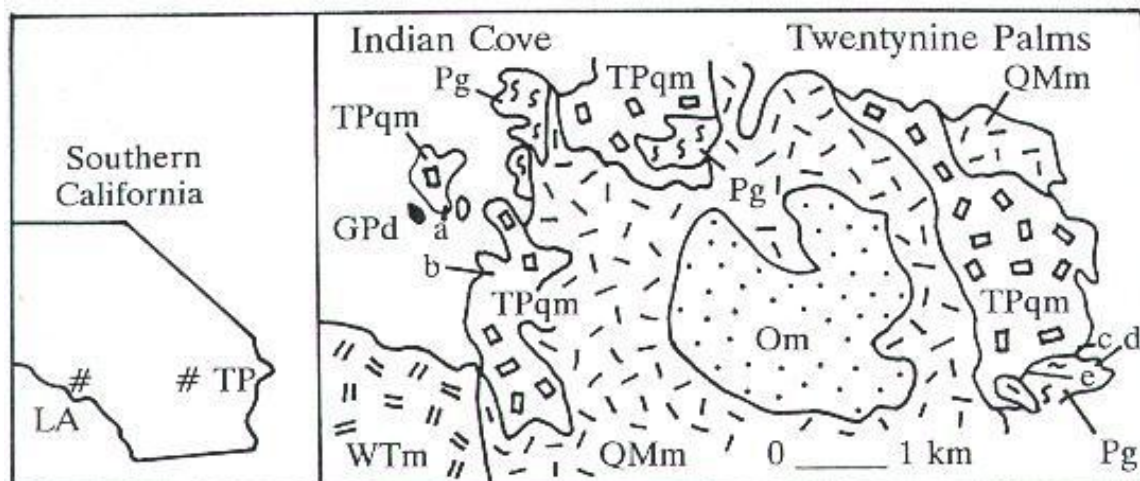 Southern
California
#
# TP
LA
Indian Cove
Twentynine Palms
Pg
TPqm
QMm
TPqm
Pg
GPd
a
b
TPqm
TPqm
Om
c
d
e
WTm
QMm
0
1 km
Pg